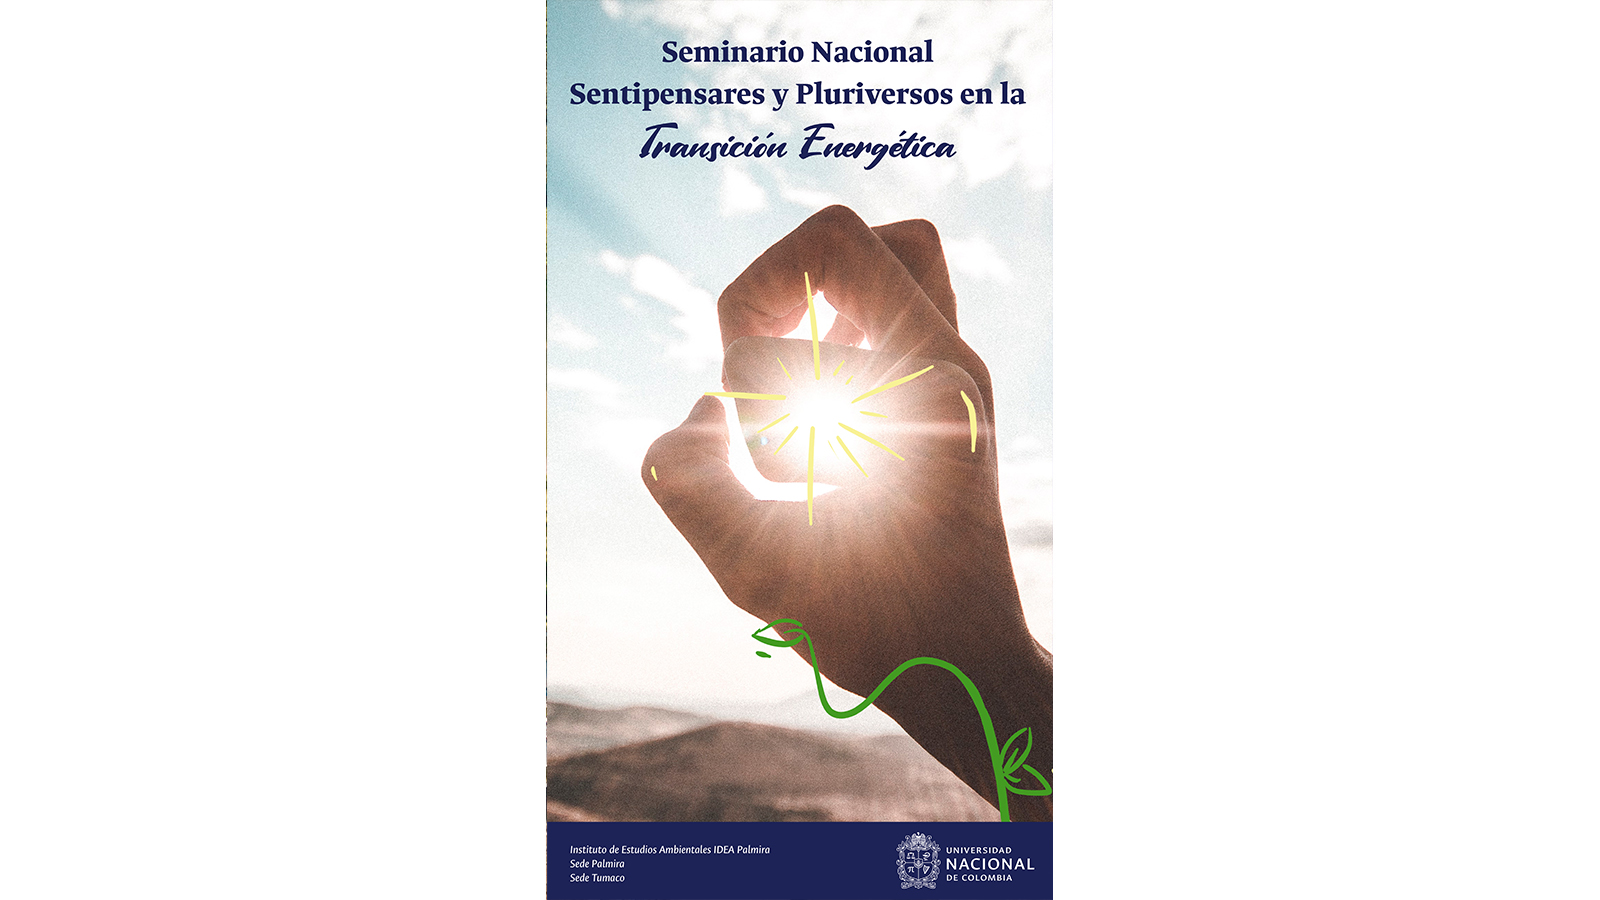 Seminario Nacional
Sentipensares y Pluriversos en la
Transición Energética
Instituto de Estudios Ambientales IDEA Palmira
Sede Palmira
Sede Tumaco
UNIVERSIDAD
NACIONAL
DE COLOMBIA